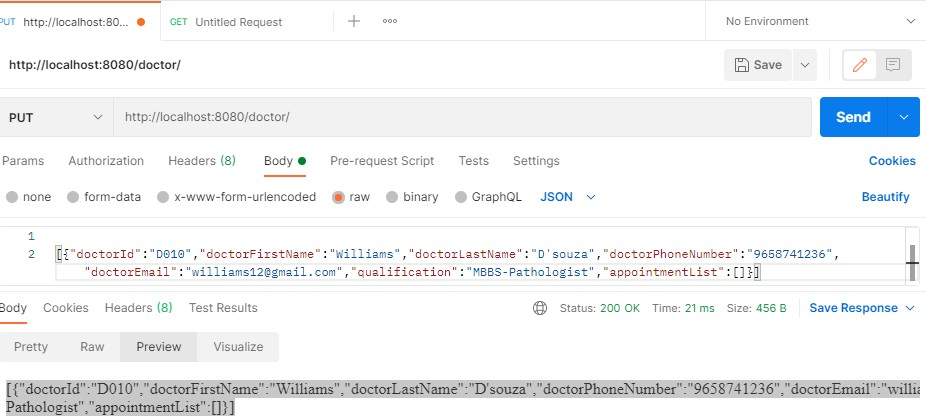 PUT http://localhost:80... GET Untitled Request No Environment
http://localhost:8080/doctor/ Save
PUT http://localhost:8080/doctor/ Send
Params Authorization Headers (8) Body Pre-request Script Tests Settings Cookies
none form-data x-www-form-urlencoded raw binary GraphQL JSON Beautify
1
2 [{"doctorId":"D010","doctorFirstName":"Williams","doctorLastName":"D'souza","doctorPhoneNumber":"9658741236",
"doctorEmail":"williams12@gmail.com","qualification":"MBBS-Pathologist","appointmentList":[]}]
Body Cookies Headers (8) Test Results Status: 200 OK Time: 21 ms Size: 456 B Save Response
Pretty Raw Preview Visualize
[{"doctorId":"D010","doctorFirstName":"Williams","doctorLastName":"D'souza","doctorPhoneNumber":"9658741236","doctorEmail":"willia
Pathologist","appointmentList":[]}]